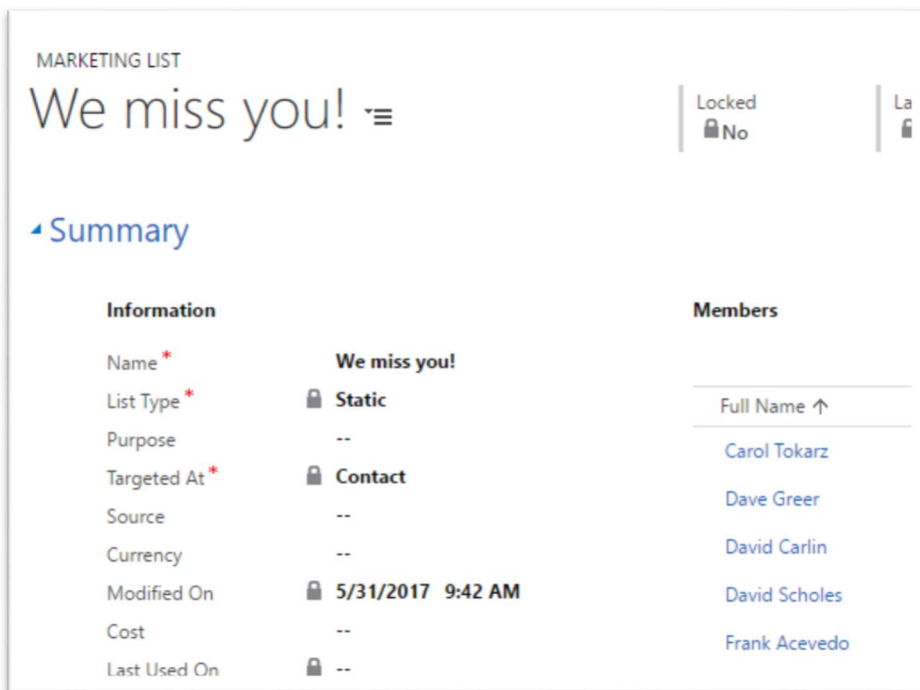 MARKETING LIST
We miss you!
Locked
No
La
Summary
Information
Name * We miss you!
List Type * Static
Purpose --
Targeted At * Contact
Source --
Currency --
Modified On 5/31/2017 9:42 AM
Cost --
Last Used On --
Members
Full Name ↑
Carol Tokarz
Dave Greer
David Carlin
David Scholes
Frank Acevedo